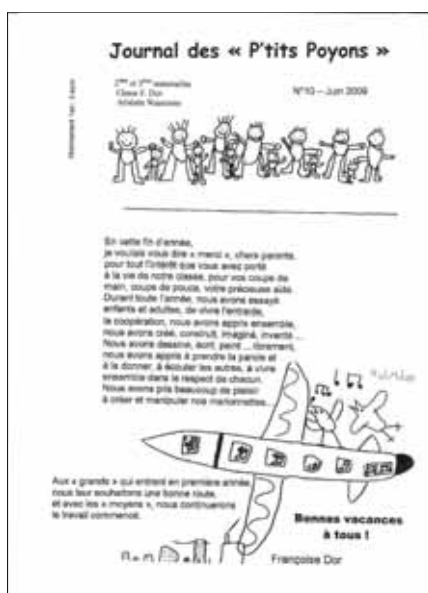 Journal des « P'tits Poyons »
2ème et 3ème maternelles
Classe F. Dor
N°10 – Juin 2009
En cette fin d'année,
je voulais vous dire « merci », chers parents,
pour tout l'intérêt que vous avez porté
à la vie de notre classe, pour vos coups de
main, coups de pouce, votre précieuse aide.
Durant toute l'année, nous avons essayé
enfants et adultes, de vivre l'entraide,
la coopération, nous avons appris ensemble,
nous avons créé, construit, imaginé, inventé ...
Nous avons dessiné, écrit, peint ... librement,
nous avons appris à prendre la parole et
à la donner, à écouter les autres, à vivre
ensemble dans le respect de chacun.
Nous avons pris beaucoup de plaisir
à créer et manipuler nos marionnettes...
Aux « grands » qui entrent en première année,
nous leur souhaitons une bonne route,
et avec les « moyens », nous continuerons
le travail commencé.
Bonnes vacances
à tous !
Françoise Dor